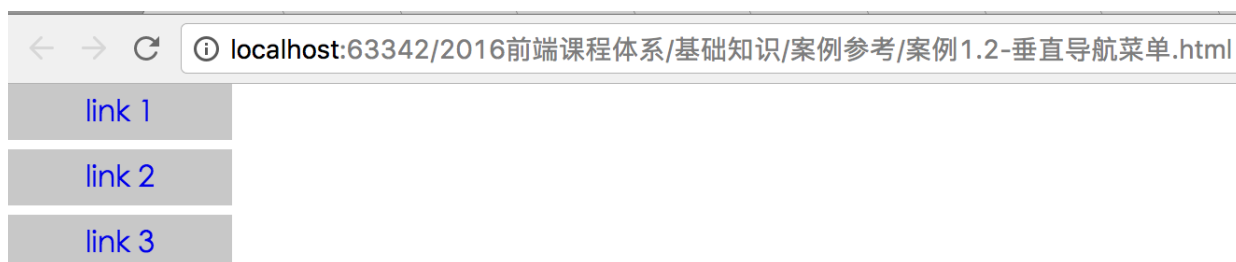 localhost:63342/2016前端课程体系/基础知识/案例参考/案例1.2-垂直导航菜单.html
link 1
link 2
link 3